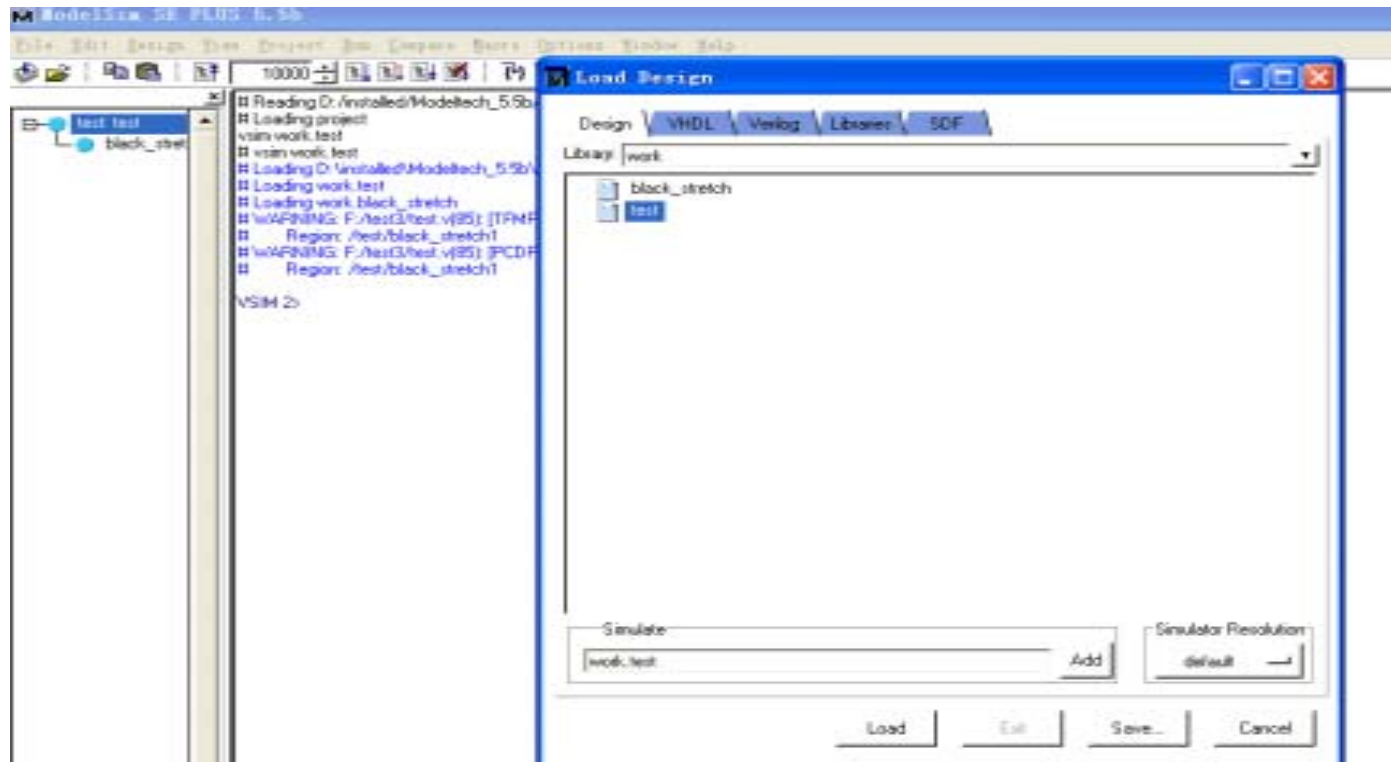 ModelSim SE PLUS 5.5b
File Edit Design View Project Run Compare Macro Options Window Help
10000
Load Design
test: test
black_stret
# Reading D:/installed/Modeltech_5.5b
# Loading project
vsim work.test
# vsim work.test
# Loading D:\installed\Modeltech_5.5b\
# Loading work.test
# Loading work.black_stretch
# WARNING: F:/test3/test.v(85): [TFMP
# Region: /test/black_stretch1
# WARNING: F:/test3/test.v(85): [PCDP
# Region: /test/black_stretch1
VSIM 2>
Design VHDL Verilog Libraries SDF
Library: work
black_stretch
test
Simulate
work.test
Add
Simulator Resolution
default
Load Exit Save... Cancel